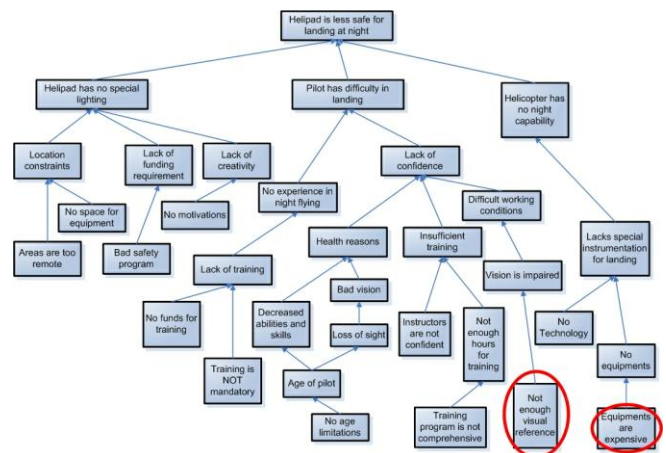 Helipad is less safe for
landing at night
Helipad has no special
lighting
Pilot has difficulty in
landing
Helicopter has
no night
capability
Location
constraints
Lack of
funding
requirement
Lack of
creativity
Lack of
confidence
No space for
equipment
No motivations
No experience in
night flying
Difficult working
conditions
Areas are too
remote
Bad safety
program
Health reasons
Insufficient
training
Lacks special
instrumentation
for landing
Lack of training
Bad vision
Vision is impaired
No funds for
training
Decreased
abilities and
skills
Loss of sight
Instructors are
not confident
Not
enough
hours for
training
No
Technology
No
equipments
Training is
NOT
mandatory
Age of pilot
No age
limitations
Training
program is not
comprehensive
Not
enough
visual
reference
Equipments
are
expensive